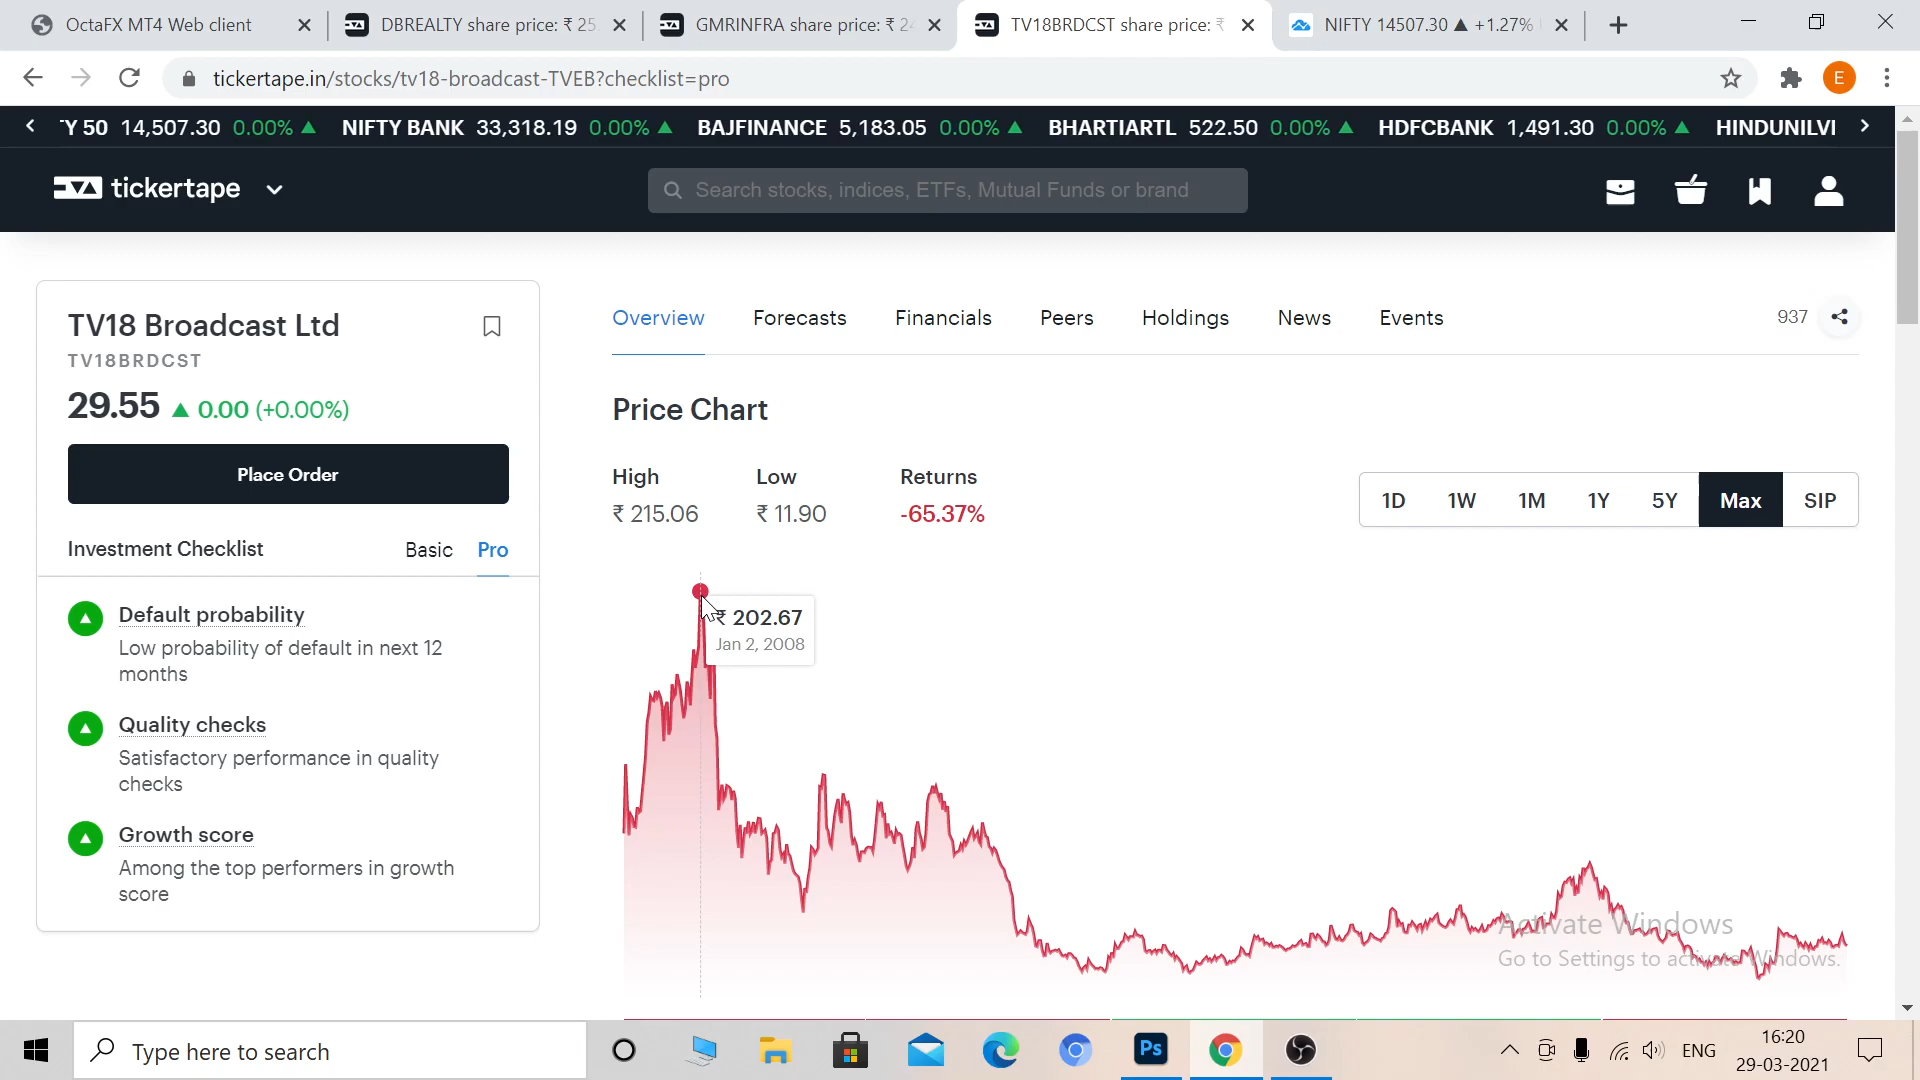 OctaFX MT4 Web client
DBREALTY share price: ₹ 25
GMRINFRA share price: ₹ 24
TV18BRDCST share price: ₹
NIFTY 14507.30 ▲ +1.27%
tickertape.in/stocks/tv18-broadcast-TVEB?checklist=pro
E
TY 50 14,507.30 0.00% ▲ NIFTY BANK 33,318.19 0.00% ▲ BAJFINANCE 5,183.05 0.00% ▲ BHARTIARTL 522.50 0.00% ▲ HDFCBANK 1,491.30 0.00% ▲ HINDUNILVI
tickertape
Search stocks, indices, ETFs, Mutual Funds or brand
TV18 Broadcast Ltd
TV18BRDCST
29.55 ▲ 0.00 (+0.00%)
Place Order
Investment Checklist Basic Pro
Default probability
Low probability of default in next 12
months
Quality checks
Satisfactory performance in quality
checks
Growth score
Among the top performers in growth
score
Overview Forecasts Financials Peers Holdings News Events 937
Price Chart
High Low Returns
₹ 215.06 ₹ 11.90 -65.37%
1D 1W 1M 1Y 5Y Max SIP
₹ 202.67
Jan 2, 2008
Activate Windows
Go to Settings to activate Windows.
Type here to search
Ps
ENG
16:20
29-03-2021